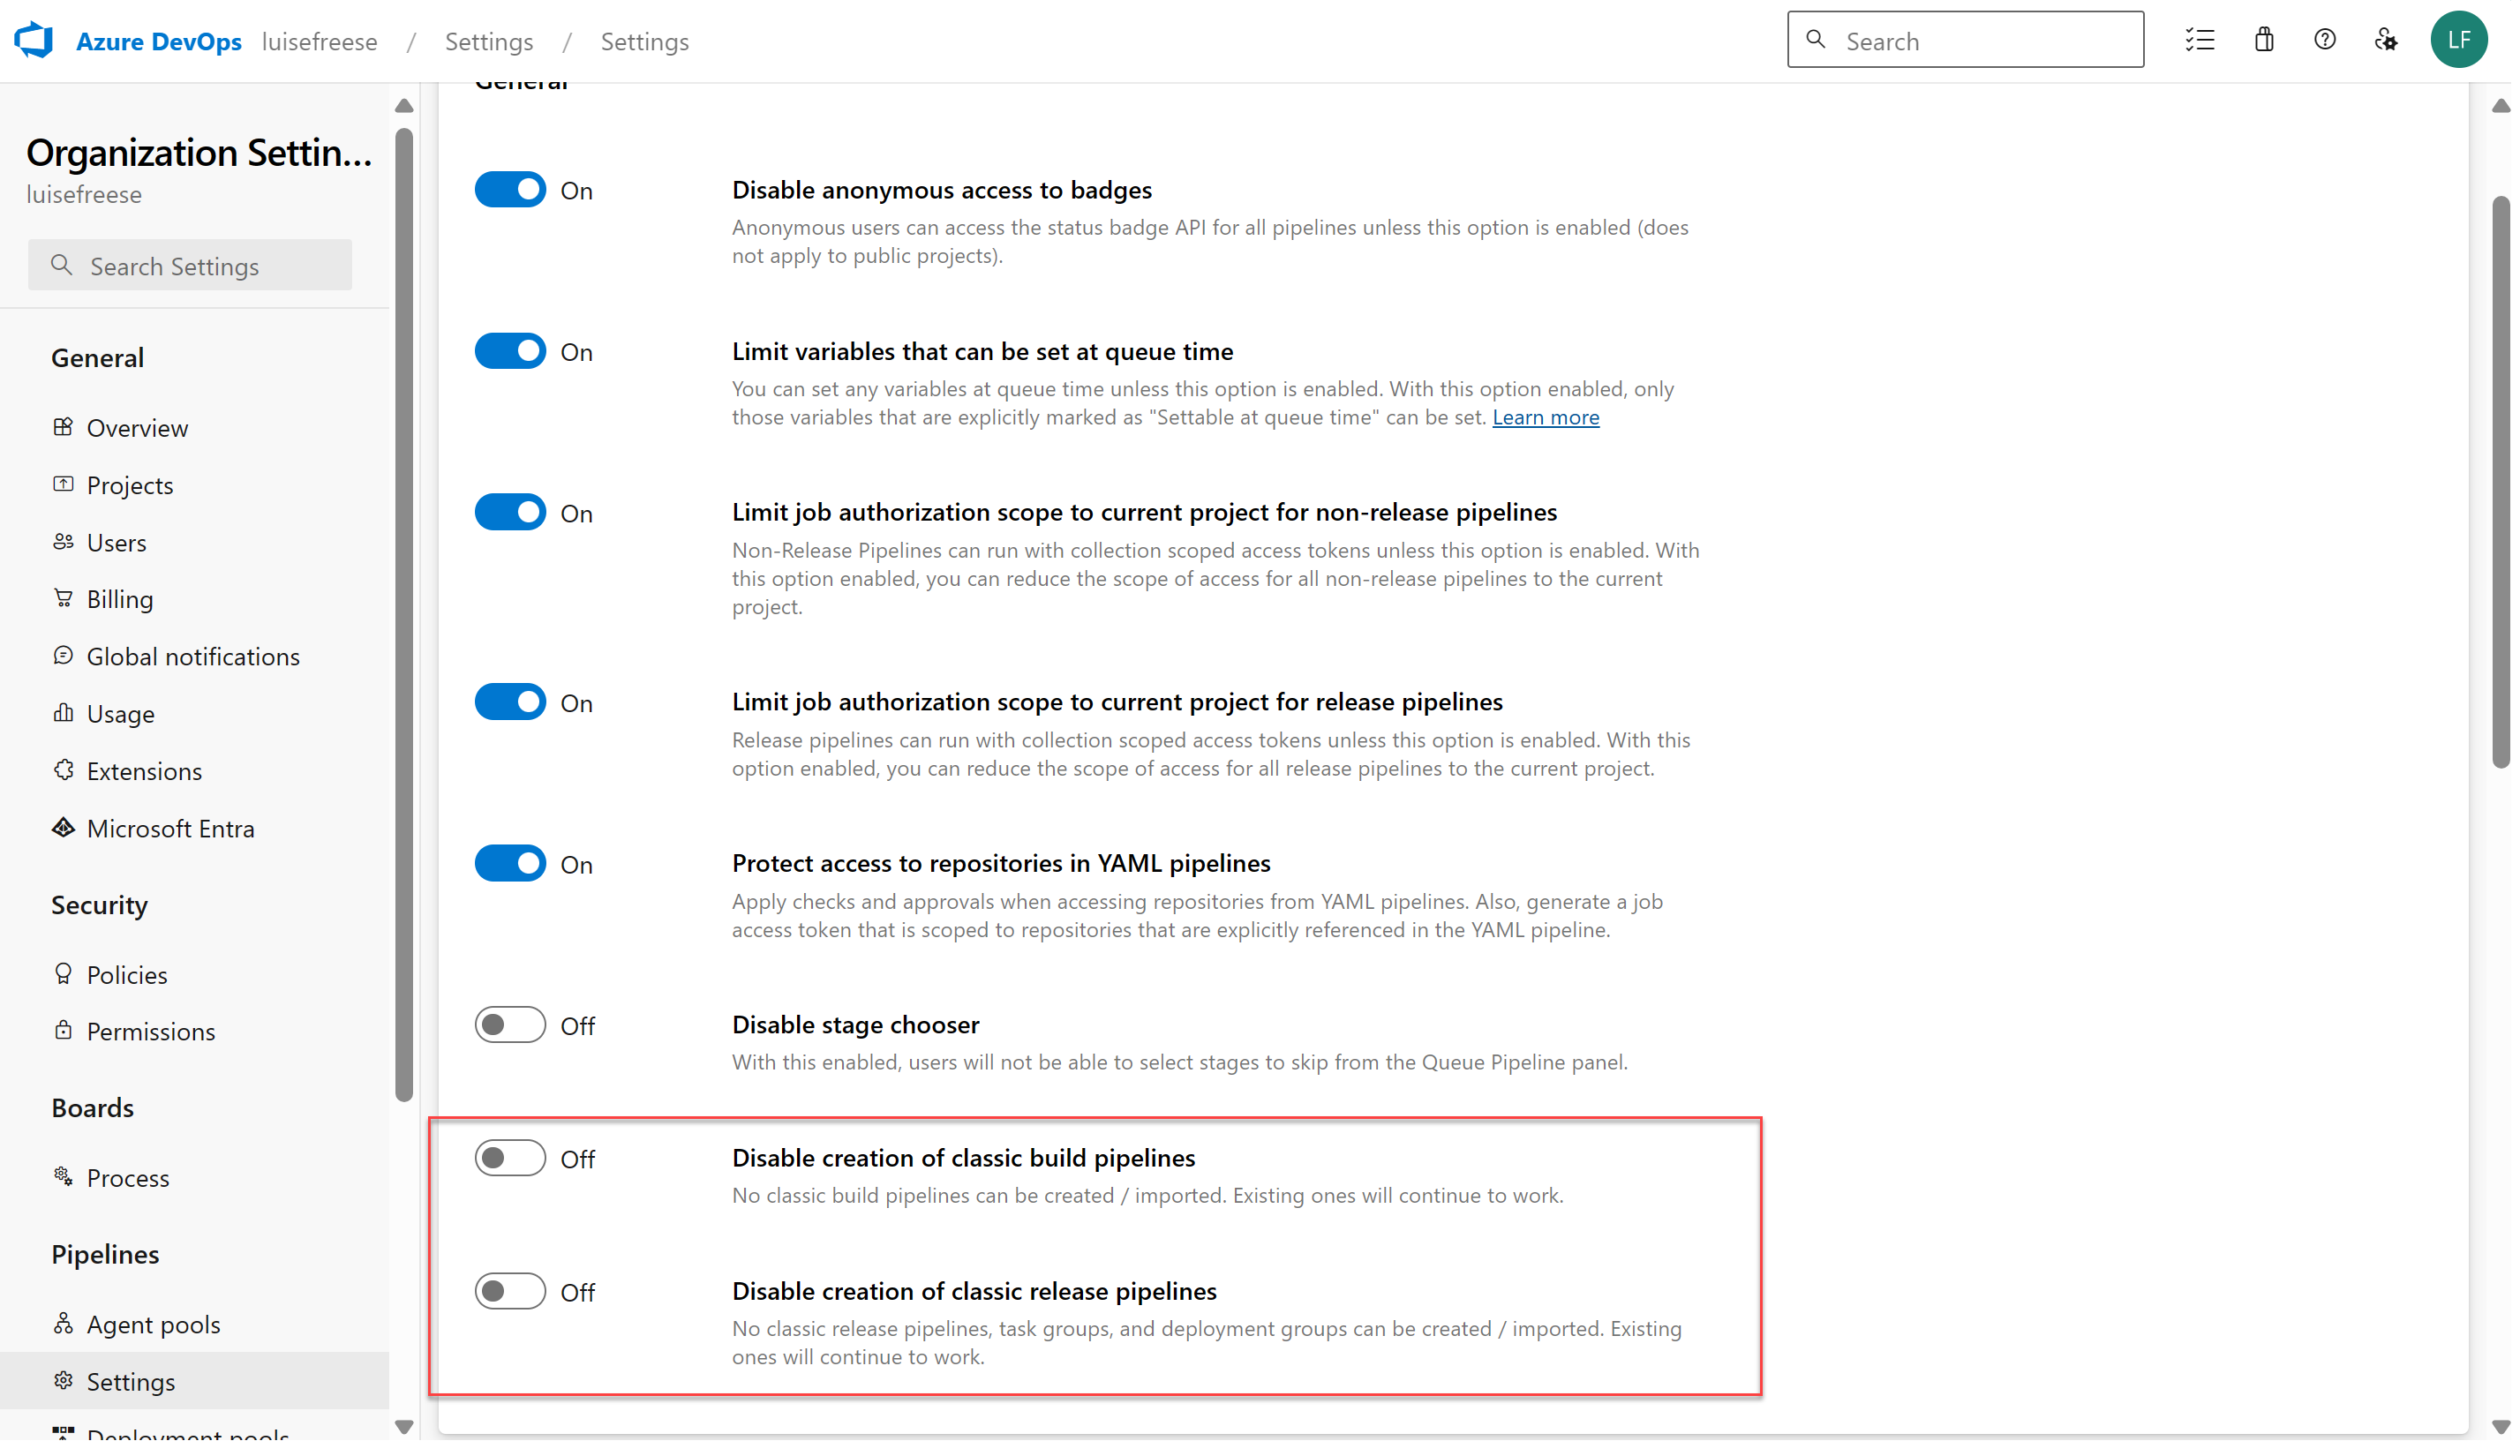 Azure DevOps luisefreese / Settings / Settings
Search
LF
Organization Settin...
luisefreese
Search Settings
General
Overview
Projects
Users
Billing
Global notifications
Usage
Extensions
Microsoft Entra
Security
Policies
Permissions
Boards
Process
Pipelines
Agent pools
Settings
Deployment pools
General
On
Disable anonymous access to badges
Anonymous users can access the status badge API for all pipelines unless this option is enabled (does
not apply to public projects).
On
Limit variables that can be set at queue time
You can set any variables at queue time unless this option is enabled. With this option enabled, only
those variables that are explicitly marked as "Settable at queue time" can be set. Learn more
On
Limit job authorization scope to current project for non-release pipelines
Non-Release Pipelines can run with collection scoped access tokens unless this option is enabled. With
this option enabled, you can reduce the scope of access for all non-release pipelines to the current
project.
On
Limit job authorization scope to current project for release pipelines
Release pipelines can run with collection scoped access tokens unless this option is enabled. With this
option enabled, you can reduce the scope of access for all release pipelines to the current project.
On
Protect access to repositories in YAML pipelines
Apply checks and approvals when accessing repositories from YAML pipelines. Also, generate a job
access token that is scoped to repositories that are explicitly referenced in the YAML pipeline.
Off
Disable stage chooser
With this enabled, users will not be able to select stages to skip from the Queue Pipeline panel.
Off
Disable creation of classic build pipelines
No classic build pipelines can be created / imported. Existing ones will continue to work.
Off
Disable creation of classic release pipelines
No classic release pipelines, task groups, and deployment groups can be created / imported. Existing
ones will continue to work.